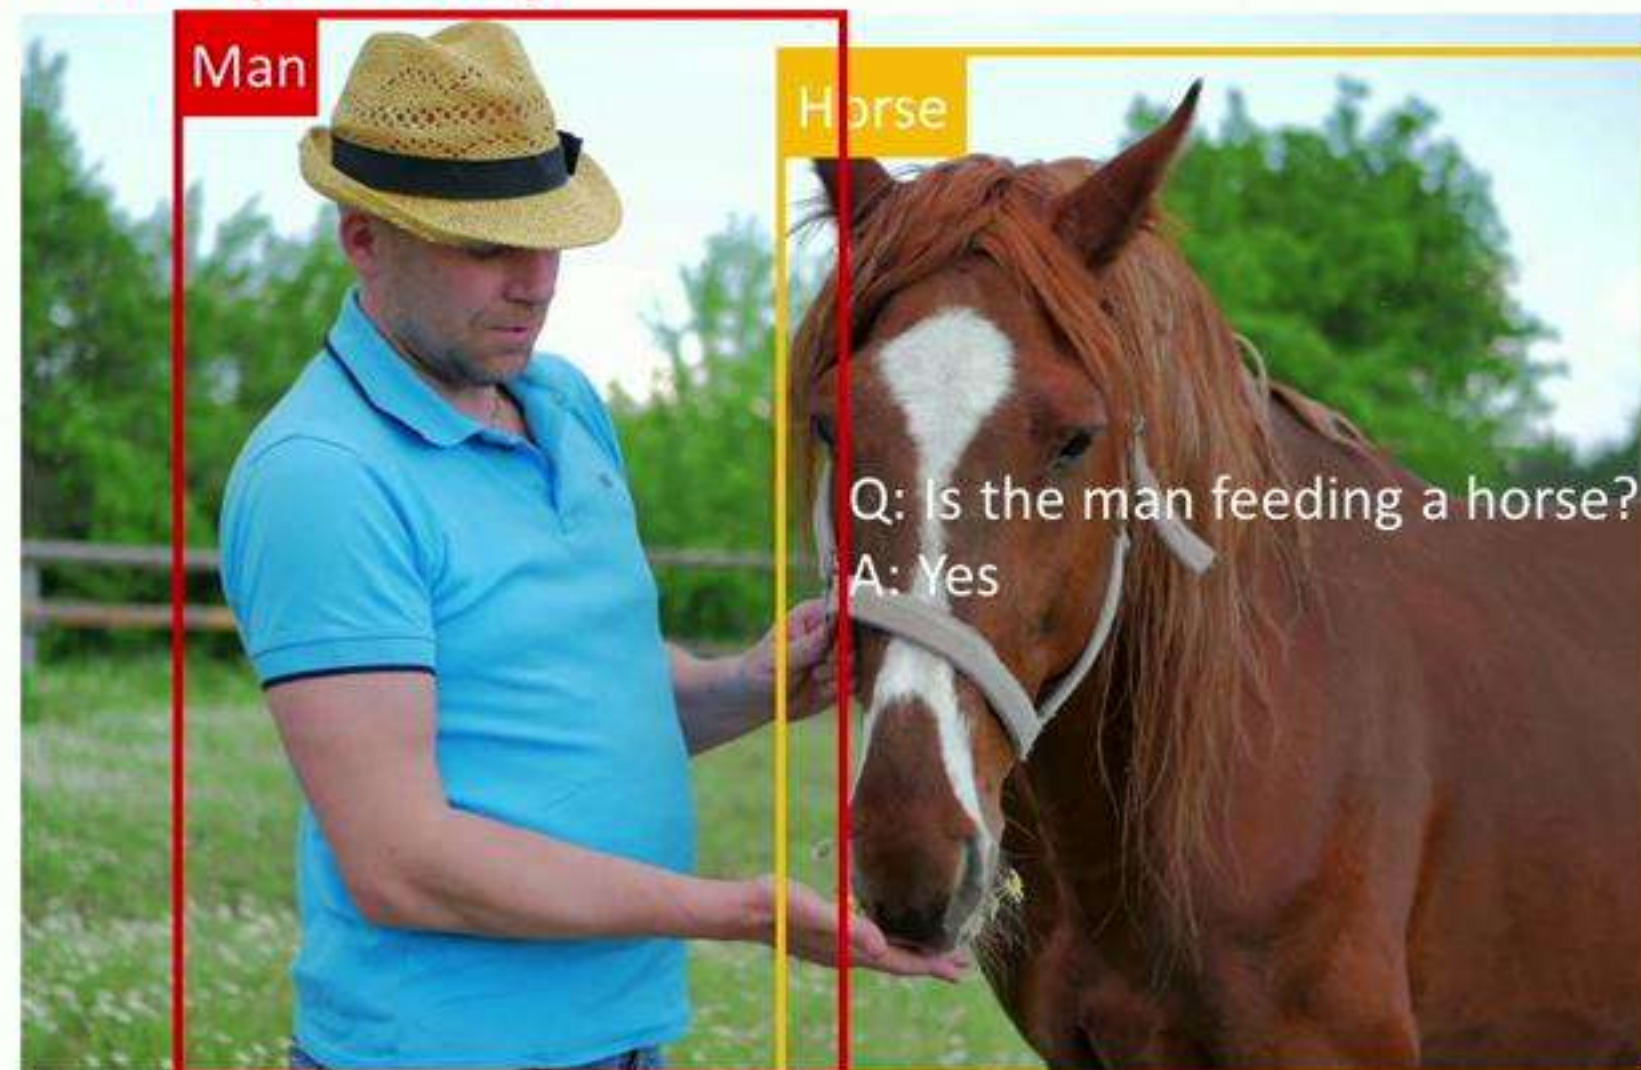 Man
Horse
Q: Is the man feeding a horse?
A: Yes